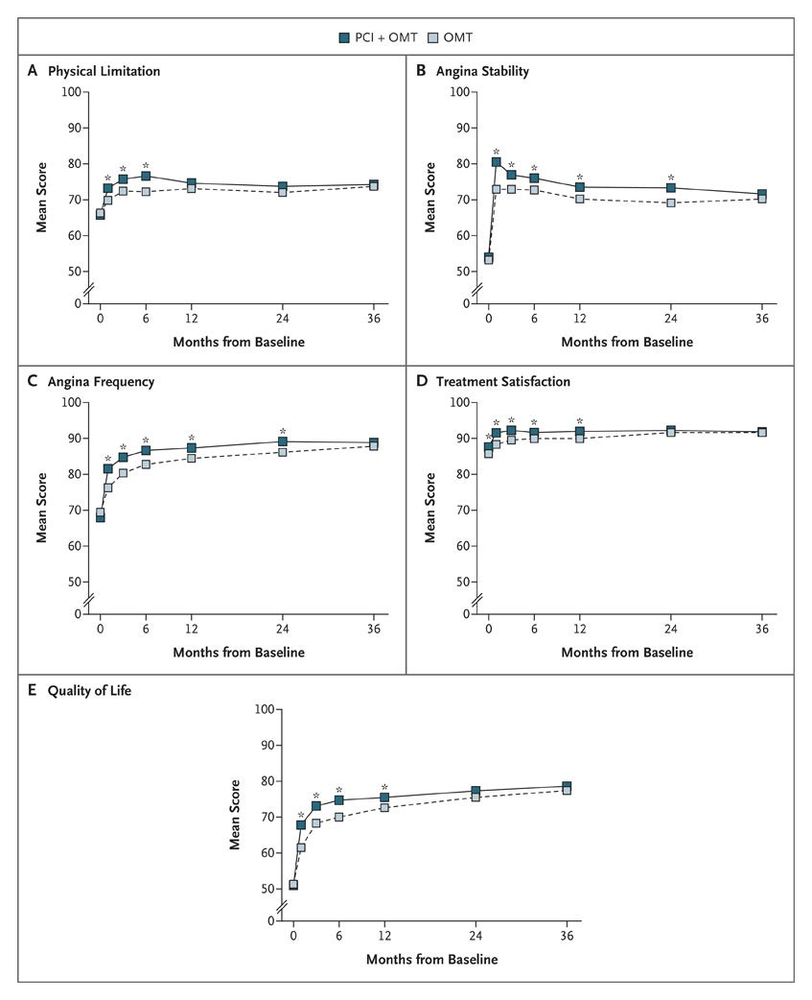 PCI + OMT OMT
A Physical Limitation
100
90
80
70
60
50
0
Mean Score
* * *
0 6 12 24 36
Months from Baseline
B Angina Stability
100
90
80
70
60
50
0
Mean Score
* * * * *
0 6 12 24 36
Months from Baseline
C Angina Frequency
100
90
80
70
60
50
0
Mean Score
* * * * *
0 6 12 24 36
Months from Baseline
D Treatment Satisfaction
100
90
80
70
60
50
0
Mean Score
* * * * *
0 6 12 24 36
Months from Baseline
E Quality of Life
100
90
80
70
60
50
0
Mean Score
* * * *
0 6 12 24 36
Months from Baseline